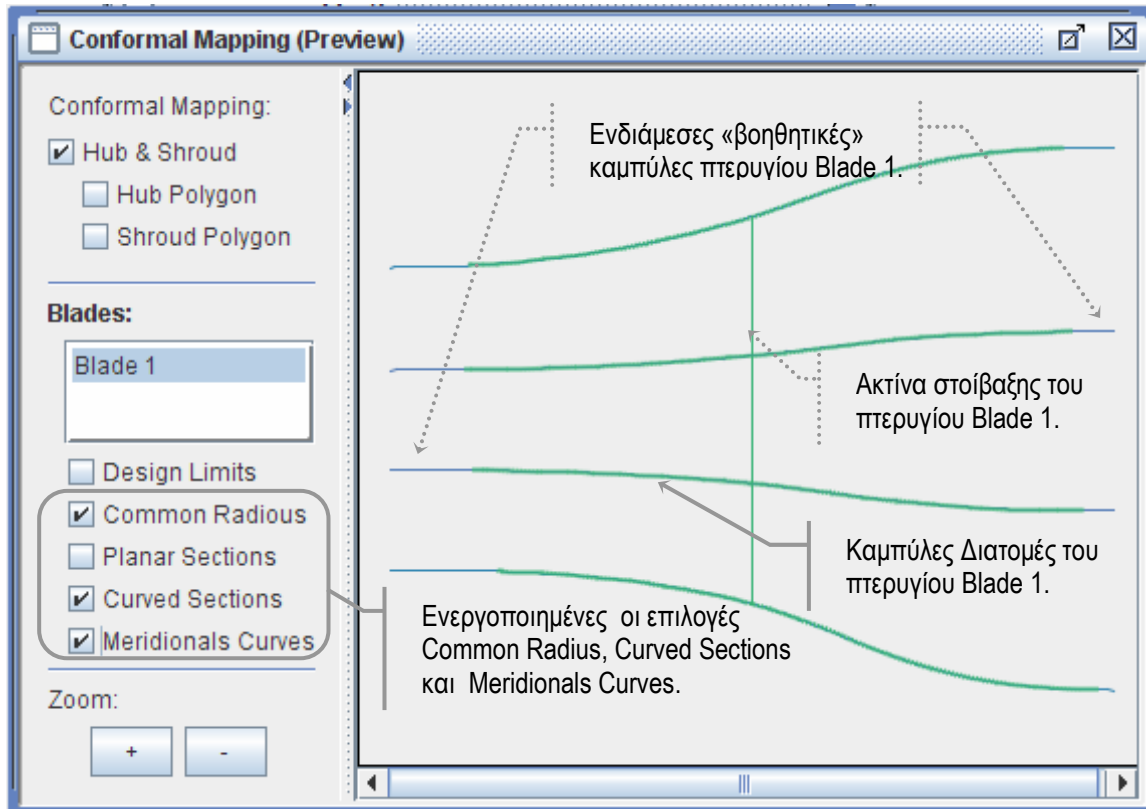 Conformal Mapping (Preview)
Conformal Mapping:
Hub & Shroud
Hub Polygon
Shroud Polygon
Blades:
Blade 1
Design Limits
Common Radious
Planar Sections
Curved Sections
Meridionals Curves
Zoom:
+
-
Ενδιάμεσες «βοηθητικές»
καμπύλες πτερυγίου Blade 1.
Ακτίνα στοίβαξης του
πτερυγίου Blade 1.
Καμπύλες Διατομές του
πτερυγίου Blade 1.
Ενεργοποιημένες οι επιλογές
Common Radius, Curved Sections
και Meridionals Curves.